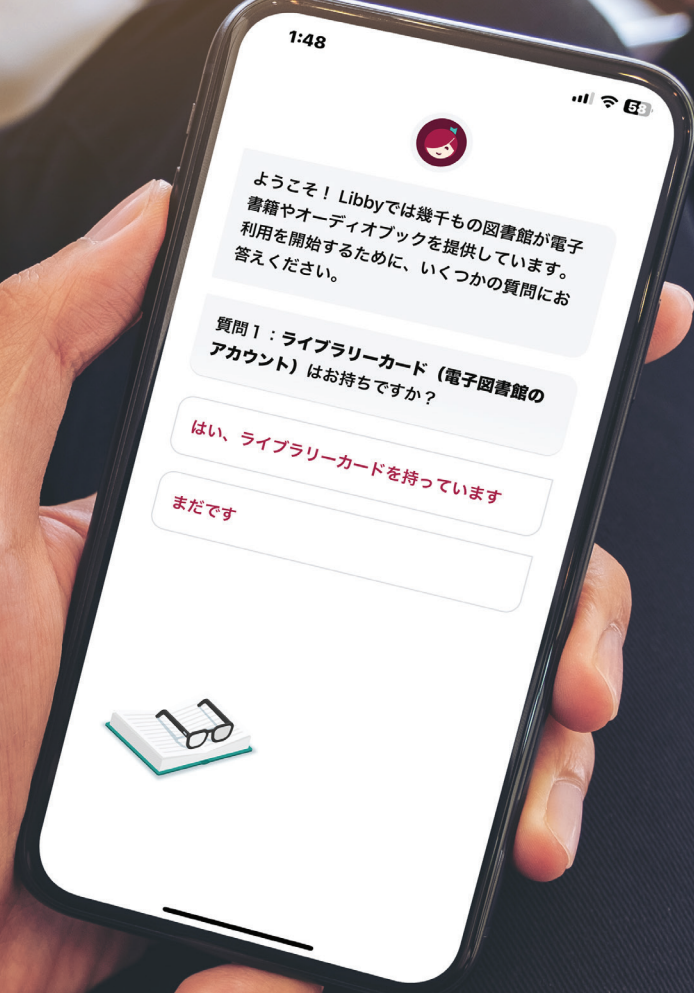 1:48
58
ようこそ！ Libbyでは幾千もの図書館が電子
書籍やオーディオブックを提供しています。
利用を開始するために、いくつかの質問にお
答えください。
質問１：ライブラリーカード（電子図書館の
アカウント）はお持ちですか？
はい、ライブラリーカードを持っています
まだです